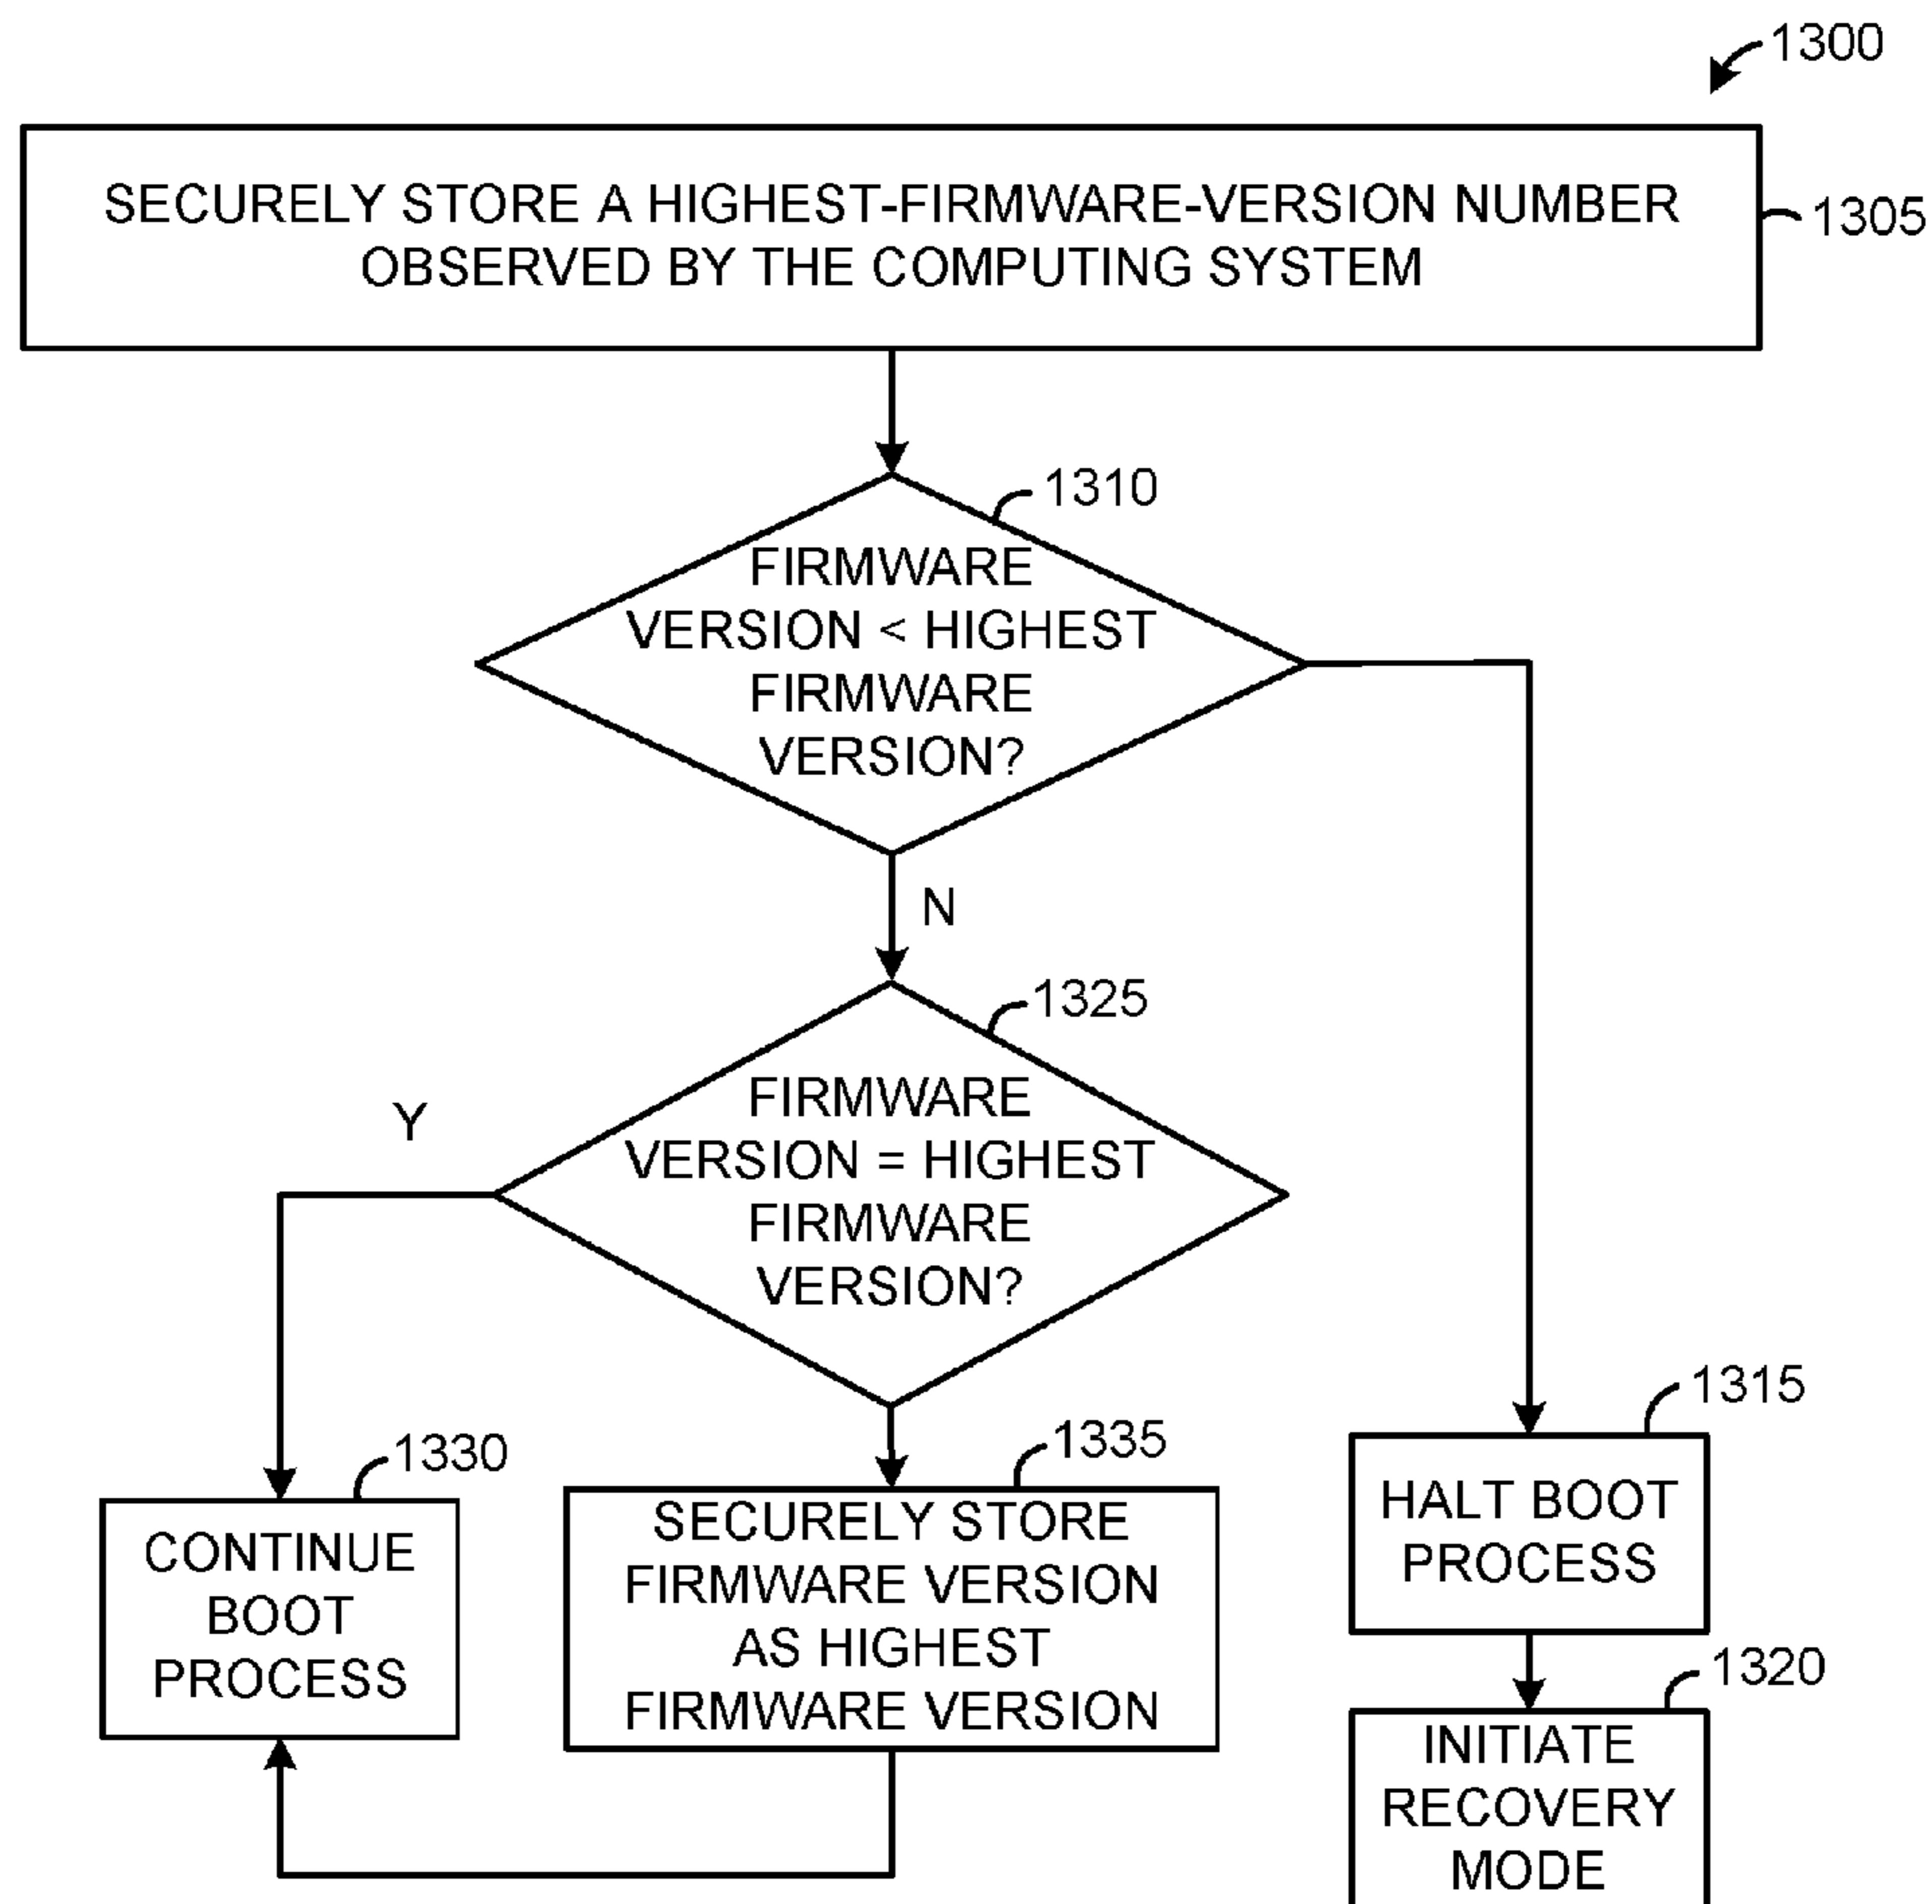 1300
SECURELY STORE A HIGHEST-FIRMWARE-VERSION NUMBER
OBSERVED BY THE COMPUTING SYSTEM
1305
1310
FIRMWARE
VERSION < HIGHEST
FIRMWARE
VERSION?
N
1325
FIRMWARE
VERSION = HIGHEST
FIRMWARE
VERSION?
Y
1330
CONTINUE
BOOT
PROCESS
1335
SECURELY STORE
FIRMWARE VERSION
AS HIGHEST
FIRMWARE VERSION
1315
HALT BOOT
PROCESS
1320
INITIATE
RECOVERY
MODE